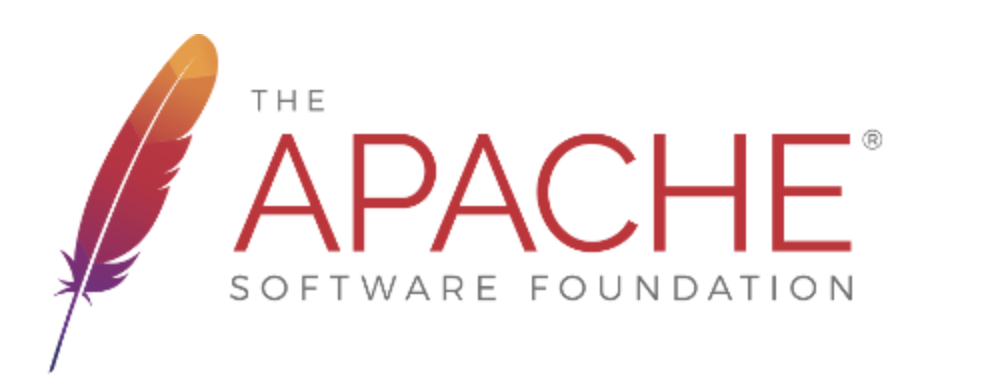 THE
APACHE®
SOFTWARE FOUNDATION